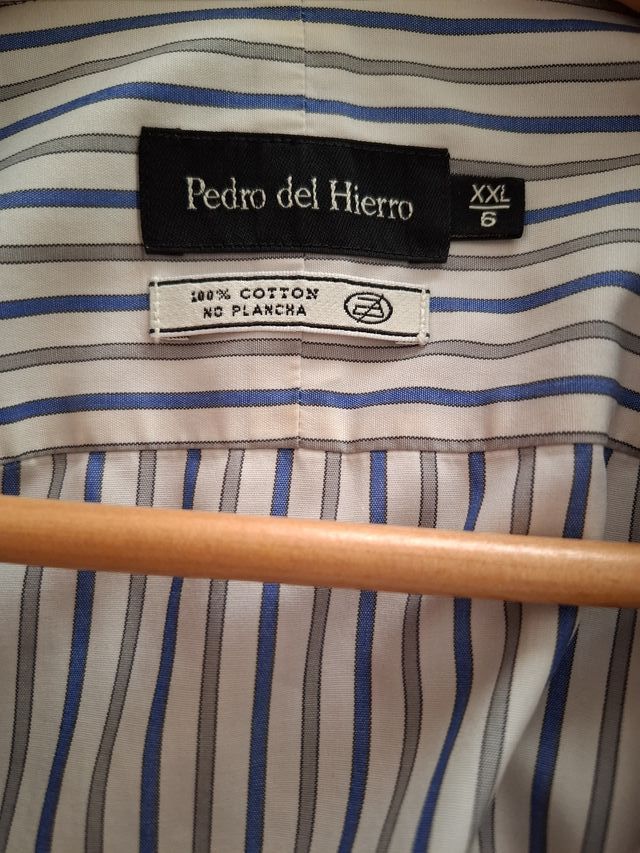 Pedro del Hierro
XXL
6
100% COTTON
NO PLANCHA